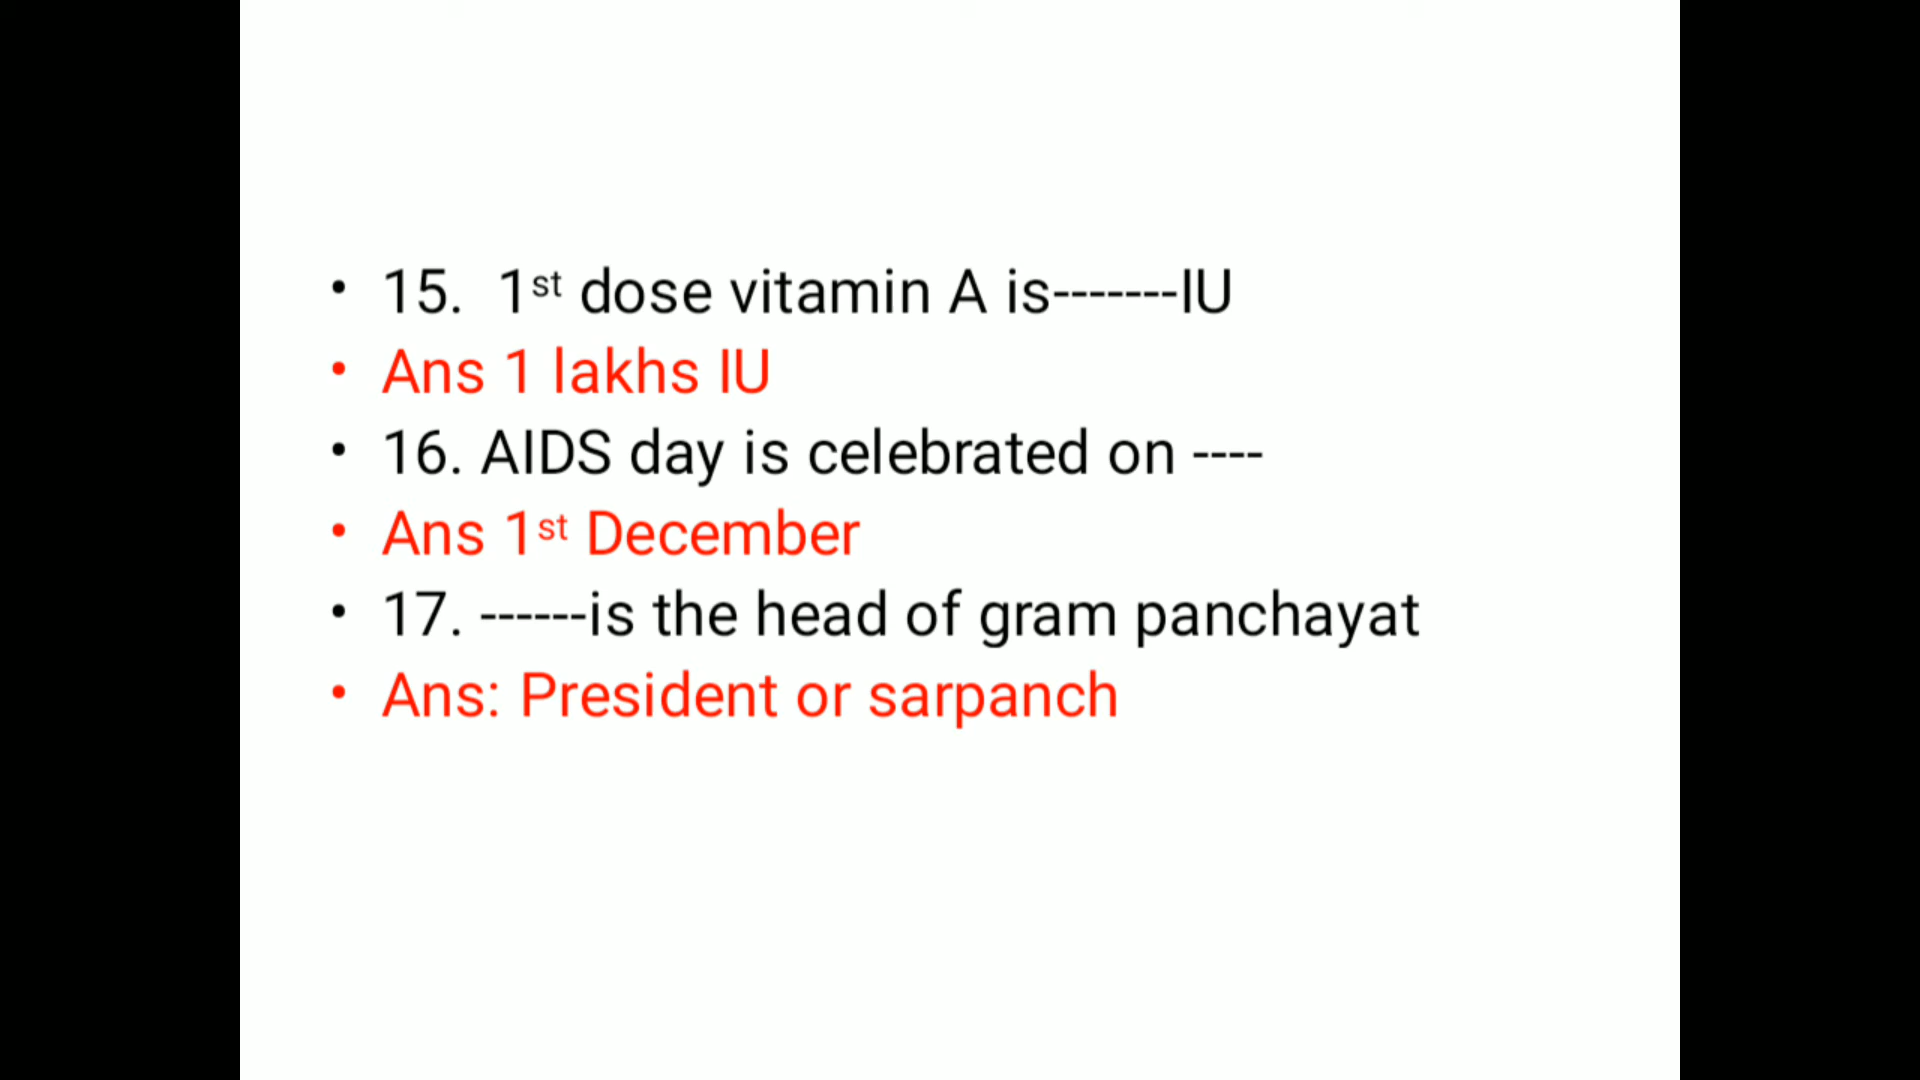 • 15.  1st dose vitamin A is-------IU
• Ans 1 lakhs IU
• 16. AIDS day is celebrated on ----
• Ans 1st December
• 17. ------is the head of gram panchayat
• Ans: President or sarpanch